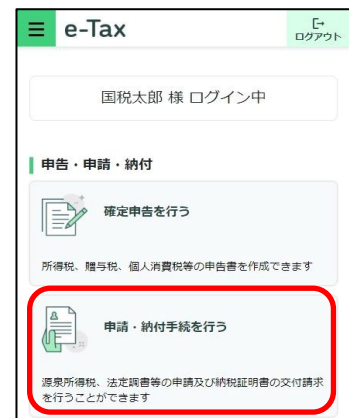 e-Tax
ログアウト
国税太郎 様 ログイン中
申告・申請・納付
確定申告を行う
所得税、贈与税、個人消費税等の申告書を作成できます
申請・納付手続を行う
源泉所得税、法定調書等の申請及び納税証明書の交付請求
を行うことができます